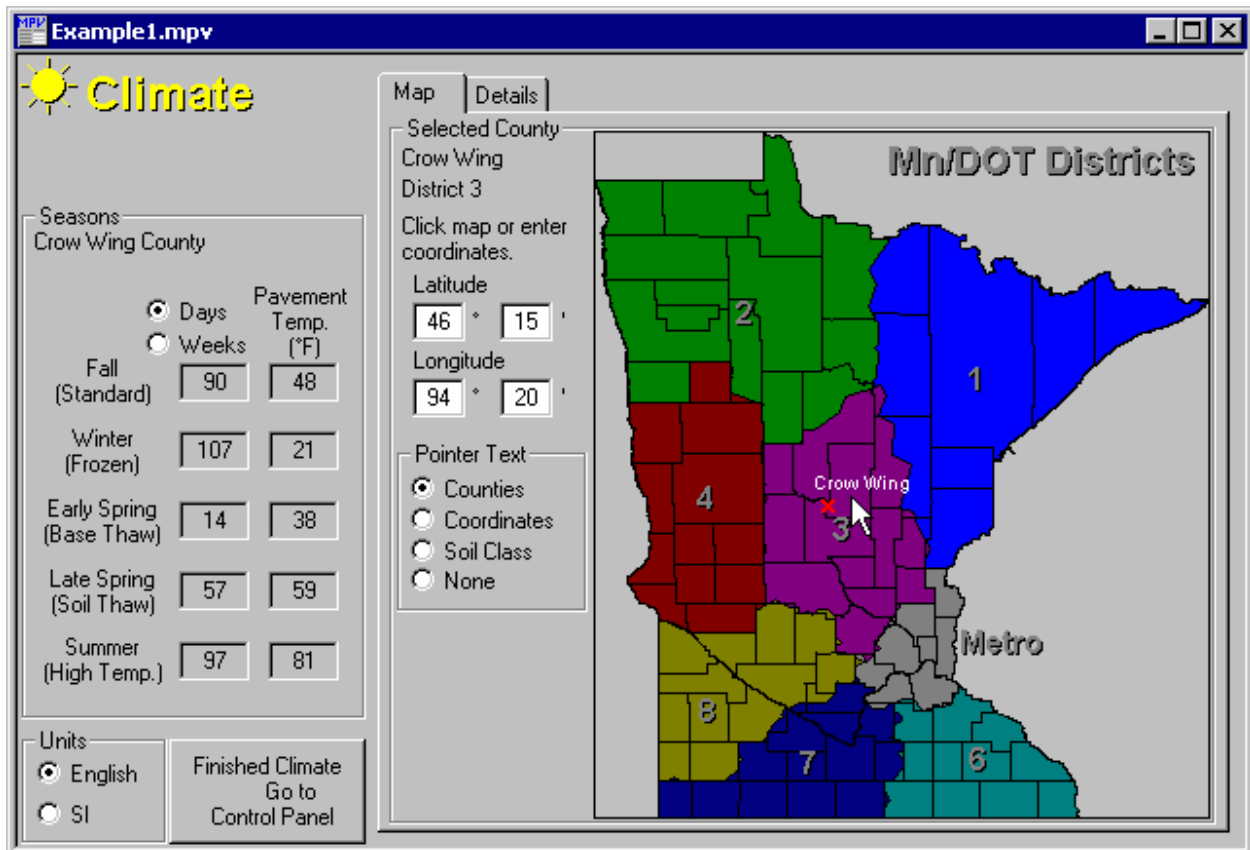 MPV Example1.mpv
Climate
Map Details
Selected County
Crow Wing
District 3
Click map or enter
coordinates.
Latitude
46 ° 15 '
Longitude
94 ° 20 '
Pointer Text
Counties
Coordinates
Soil Class
None
Seasons
Crow Wing County
Days
Weeks
Pavement
Temp.
(°F)
Fall
(Standard)
90 48
Winter
(Frozen)
107 21
Early Spring
(Base Thaw)
14 38
Late Spring
(Soil Thaw)
57 59
Summer
(High Temp.)
97 81
Units
English
SI
Finished Climate
Go to
Control Panel
Mn/DOT Districts
2
1
4
Crow Wing
3
Metro
8
7
6